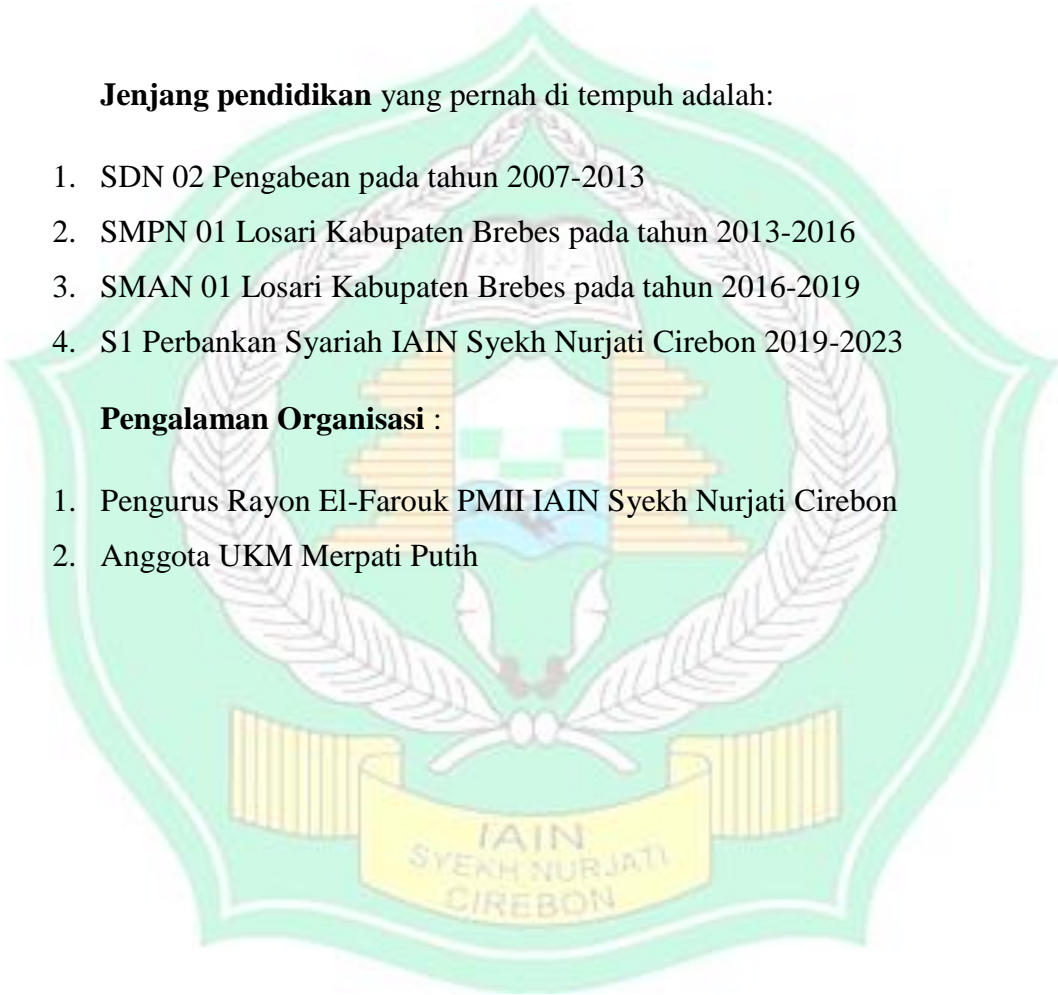 Jenjang pendidikan yang pernah di tempuh adalah:
1. SDN 02 Pengabean pada tahun 2007-2013
2. SMPN 01 Losari Kabupaten Brebes pada tahun 2013-2016
3. SMAN 01 Losari Kabupaten Brebes pada tahun 2016-2019
4. S1 Perbankan Syariah IAIN Syekh Nurjati Cirebon 2019-2023
Pengalaman Organisasi :
1. Pengurus Rayon El-Farouk PMII IAIN Syekh Nurjati Cirebon
2. Anggota UKM Merpati Putih
IAIN
SYEKH NURJATI
CIREBON